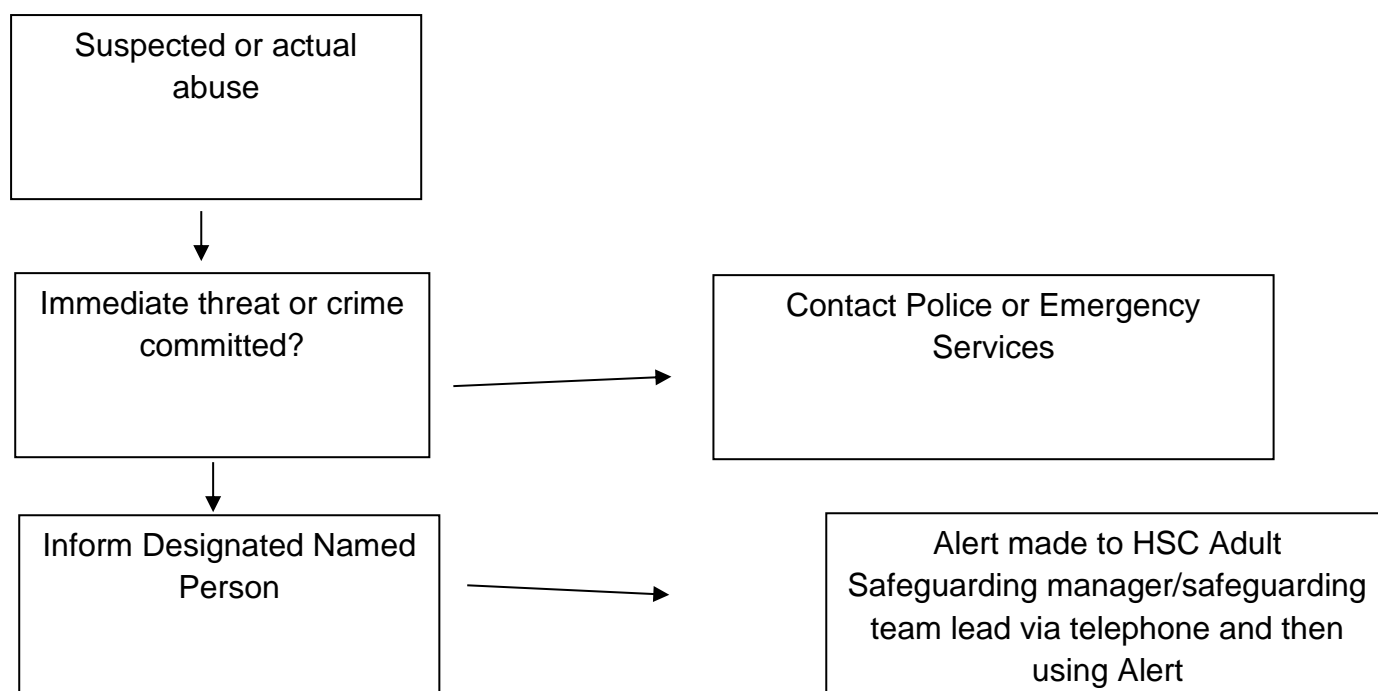 Suspected or actual
abuse
Immediate threat or crime
committed?
Contact Police or Emergency
Services
Inform Designated Named
Person
Alert made to HSC Adult
Safeguarding manager/safeguarding
team lead via telephone and then
using Alert